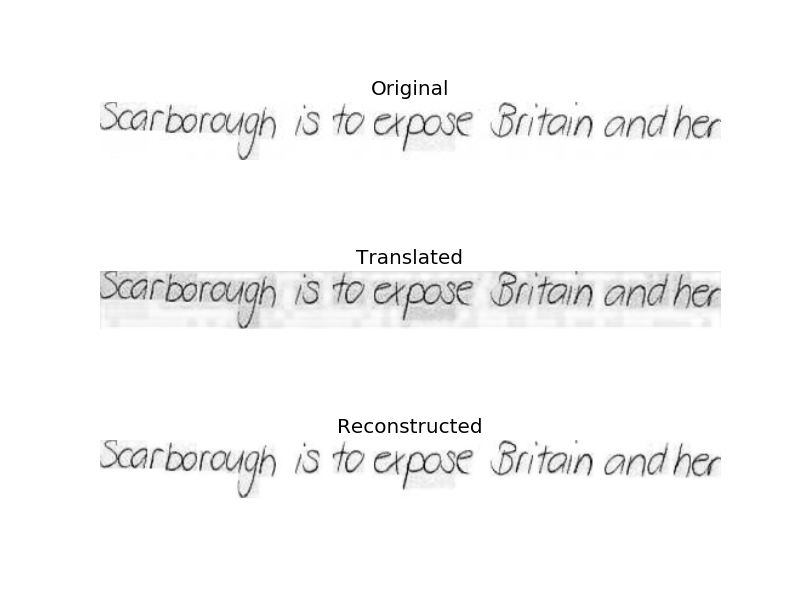 Original
Scarborough is to expose Britain and her
Translated
Scarborough is to expose Britain and her
Reconstructed
Scarborough is to expose Britain and her